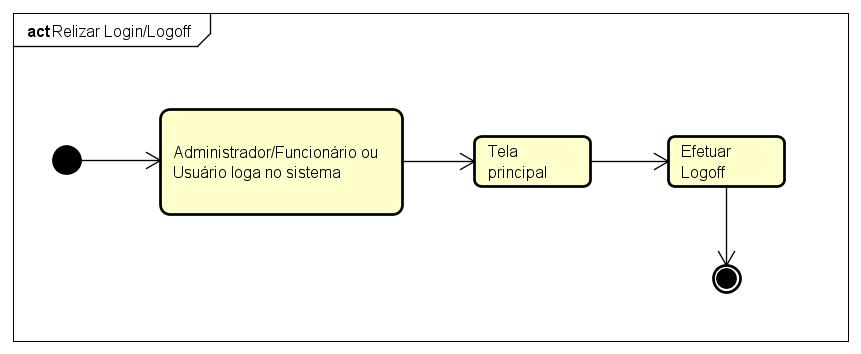 act Relizar Login/Logoff
Administrador/Funcionário ou
Usuário loga no sistema
Tela
principal
Efetuar
Logoff